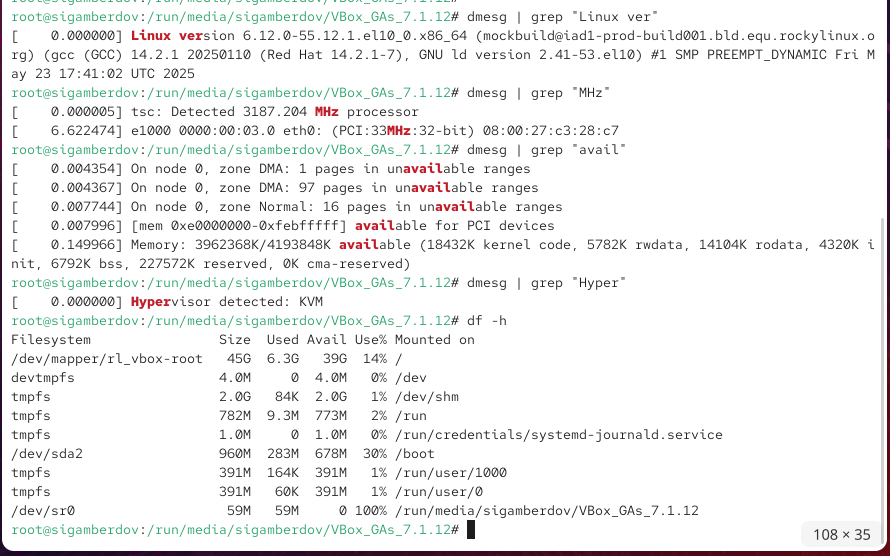 root@sigamberdov:/run/media/sigamberdov/VBox_GAs_7.1.12# dmesg | grep "Linux ver"
[    0.000000] Linux version 6.12.0-55.12.1.el10_0.x86_64 (mockbuild@iad1-prod-build001.bld.equ.rockylinux.o
rg) (gcc (GCC) 14.2.1 20250110 (Red Hat 14.2.1-7), GNU ld version 2.41-53.el10) #1 SMP PREEMPT_DYNAMIC Fri M
ay 23 17:41:02 UTC 2025
root@sigamberdov:/run/media/sigamberdov/VBox_GAs_7.1.12# dmesg | grep "MHz"
[    0.000005] tsc: Detected 3187.204 MHz processor
[    6.622474] e1000 0000:00:03.0 eth0: (PCI:33MHz:32-bit) 08:00:27:c3:28:c7
root@sigamberdov:/run/media/sigamberdov/VBox_GAs_7.1.12# dmesg | grep "avail"
[    0.004354] On node 0, zone DMA: 1 pages in unavailable ranges
[    0.004367] On node 0, zone DMA: 97 pages in unavailable ranges
[    0.007744] On node 0, zone Normal: 16 pages in unavailable ranges
[    0.007996] [mem 0xe0000000-0xfebfffff] available for PCI devices
[    0.149966] Memory: 3962368K/4193848K available (18432K kernel code, 5782K rwdata, 14104K rodata, 4320K i
nit, 6792K bss, 227572K reserved, 0K cma-reserved)
root@sigamberdov:/run/media/sigamberdov/VBox_GAs_7.1.12# dmesg | grep "Hyper"
[    0.000000] Hypervisor detected: KVM
root@sigamberdov:/run/media/sigamberdov/VBox_GAs_7.1.12# df -h
Filesystem                Size  Used Avail Use% Mounted on
/dev/mapper/rl_vbox-root   45G  6.3G   39G  14% /
devtmpfs                  4.0M     0  4.0M   0% /dev
tmpfs                     2.0G   84K  2.0G   1% /dev/shm
tmpfs                     782M  9.3M  773M   2% /run
tmpfs                     1.0M     0  1.0M   0% /run/credentials/systemd-journald.service
/dev/sda2                 960M  283M  678M  30% /boot
tmpfs                     391M  164K  391M   1% /run/user/1000
tmpfs                     391M   60K  391M   1% /run/user/0
/dev/sr0                   59M   59M     0 100% /run/media/sigamberdov/VBox_GAs_7.1.12
root@sigamberdov:/run/media/sigamberdov/VBox_GAs_7.1.12#
108 × 35